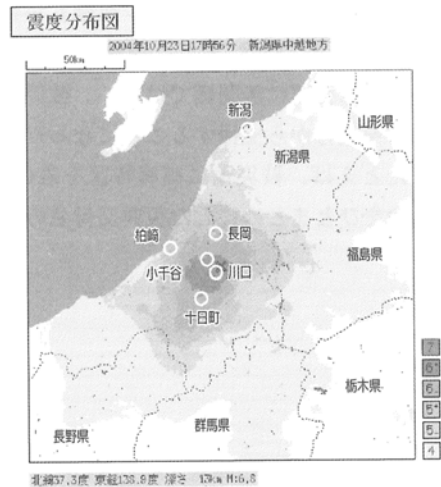 震度分布図
2004年10月23日17時56分 新潟県中越地方
50km
新潟
山形県
新潟県
柏崎
長岡
福島県
小千谷
川口
十日町
7
6+
6-
5+
5-
4
栃木県
群馬県
長野県
北緯37.3度 東経138.8度 深さ 13km M:6.8